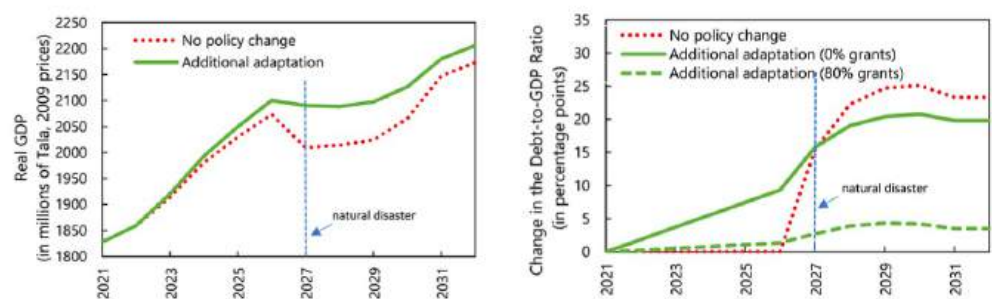 Real GDP
(in millions of Tala, 2009 prices)
2250
2200
2150
2100
2050
2000
1950
1900
1850
1800
No policy change
Additional adaptation
natural disaster
2021
2023
2025
2027
2029
2031
Change in the Debt-to-GDP Ratio
(in percentage points)
35
30
25
20
15
10
5
0
No policy change
Additional adaptation (0% grants)
Additional adaptation (80% grants)
natural disaster
2021
2023
2025
2027
2029
2031